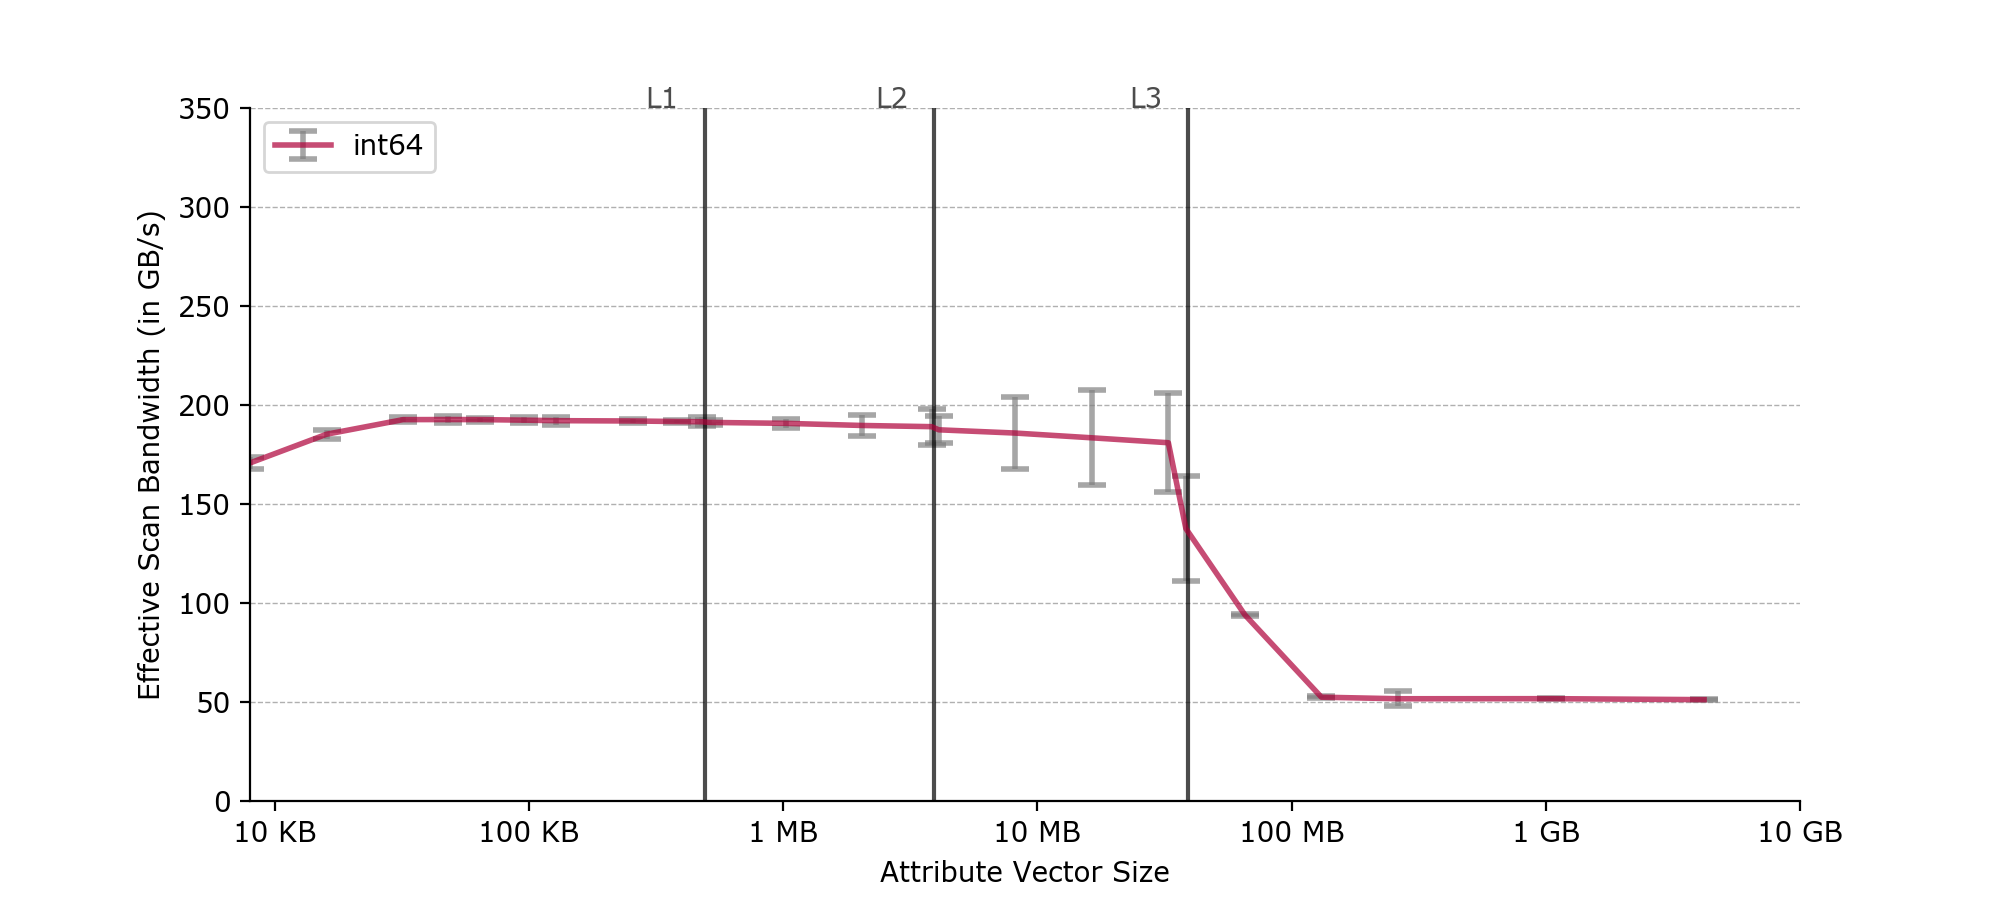 L1 L2 L3
350
int64
300
250
200
150
100
50
0
Effective Scan Bandwidth (in GB/s)
10 KB 100 KB 1 MB 10 MB 100 MB 1 GB 10 GB
Attribute Vector Size